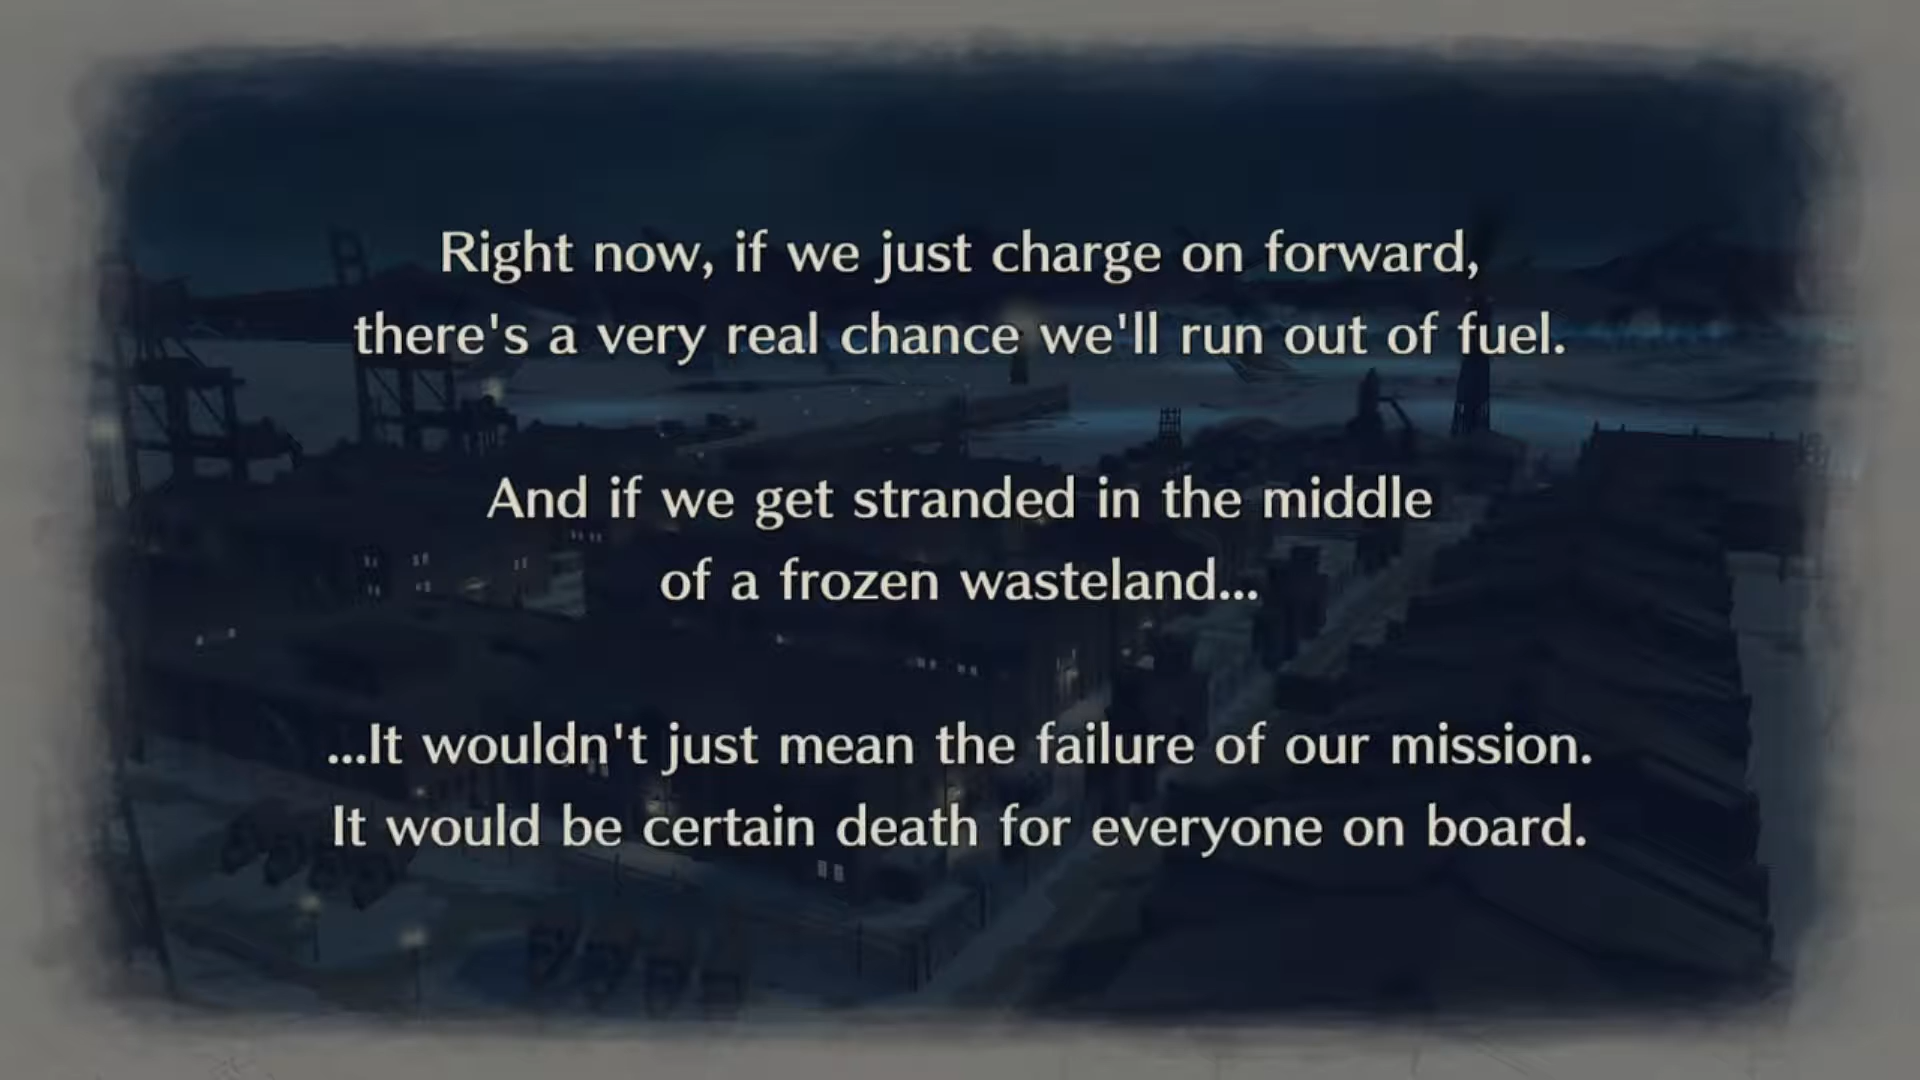 Right now, if we just charge on forward,
there's a very real chance we'll run out of fuel.
And if we get stranded in the middle
of a frozen wasteland...
...It wouldn't just mean the failure of our mission.
It would be certain death for everyone on board.